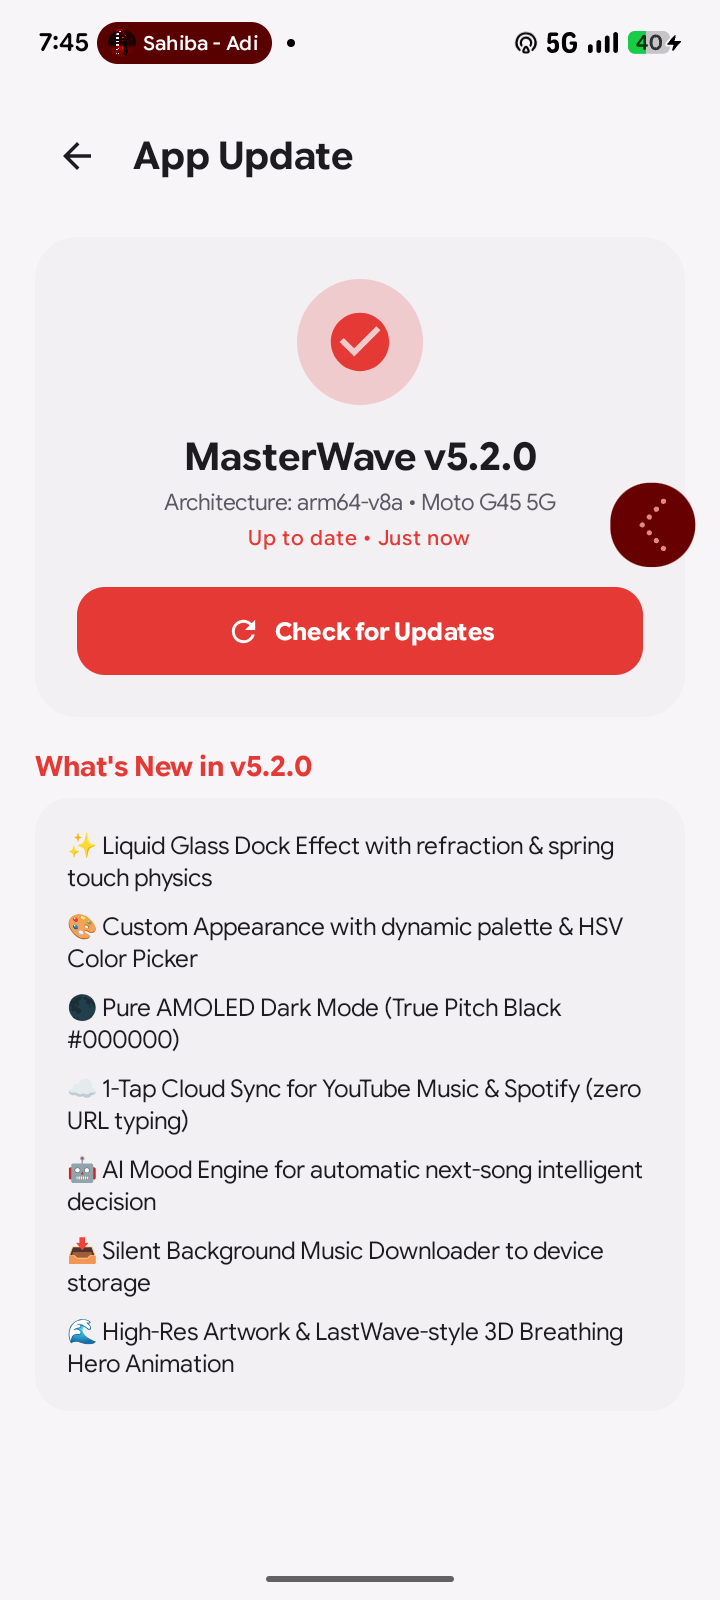 7:45 Sahiba - Adi 5G 40
App Update
MasterWave v5.2.0
Architecture: arm64-v8a • Moto G45 5G
Up to date • Just now
Check for Updates
What's New in v5.2.0
✨ Liquid Glass Dock Effect with refraction & spring
touch physics
🎨 Custom Appearance with dynamic palette & HSV
Color Picker
🌑 Pure AMOLED Dark Mode (True Pitch Black
#000000)
☁️ 1-Tap Cloud Sync for YouTube Music & Spotify (zero
URL typing)
🤖 AI Mood Engine for automatic next-song intelligent
decision
📥 Silent Background Music Downloader to device
storage
🌊 High-Res Artwork & LastWave-style 3D Breathing
Hero Animation